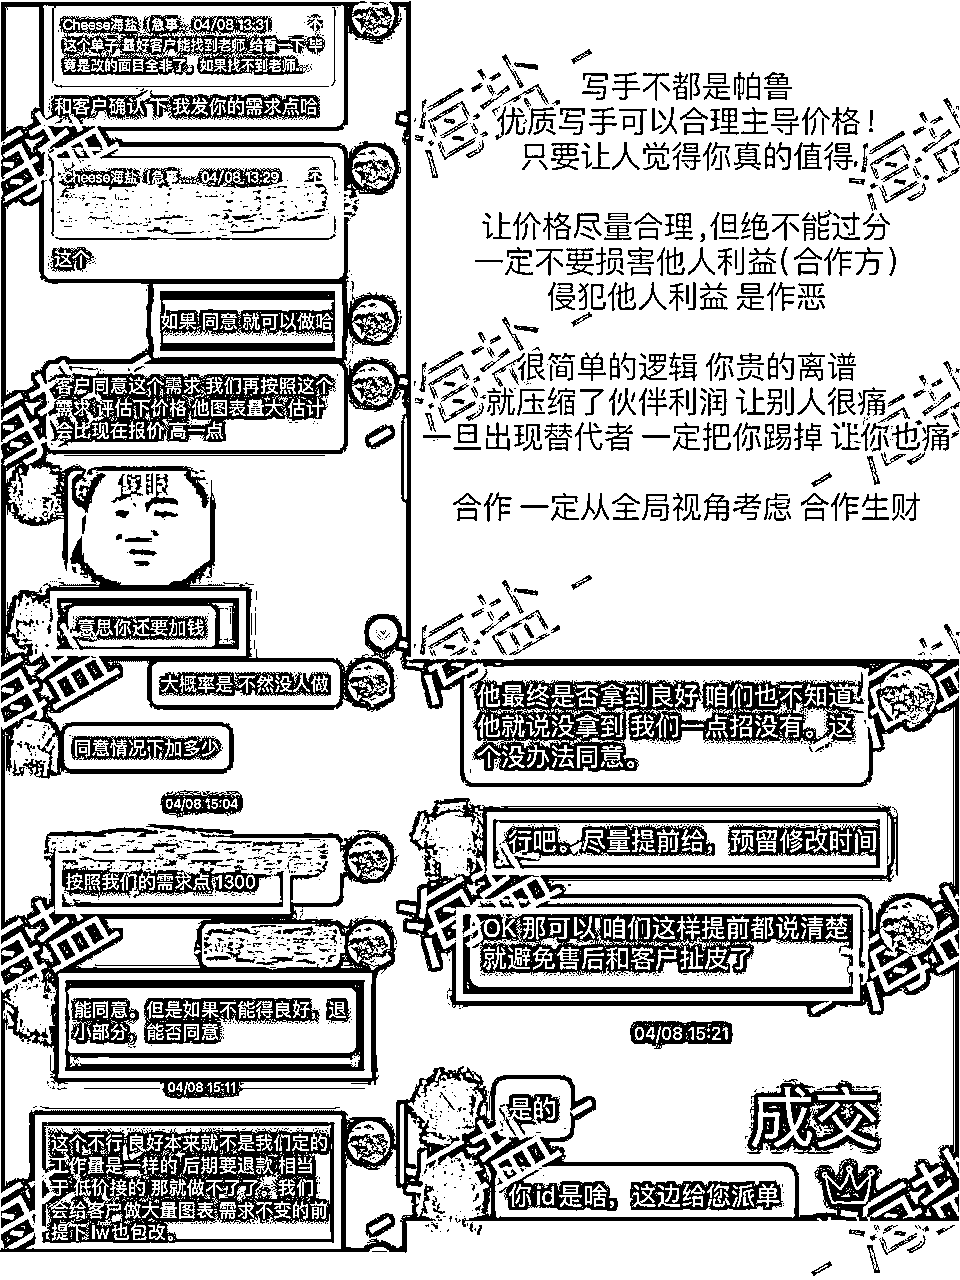 Chesse海盐(急事... 04/08 13:31
这个单子 最好客户能找到老师 给看一下 毕
竟是改的面目全非了。如果找不到老师...
和客户确认下 我发你的需求点哈
Chesse海盐(急事... 04/08 13:29
这个
如果 同意 就可以做哈
客户同意这个需求 我们再按照这个
需求 评估下价格 他图表量大 估计
会比现在报价高一点
傻眼
意思你还要加钱
大概率是 不然没人做
同意情况下加多少
04/08 15:04
按照我们的需求点 1300
能同意。但是如果不能得良好，退
小部分，能否同意
04/08 15:11
这个不行 良好本来就不是我们定的
工作量是一样的 后期要退款 相当
于 低价接的 那就做不了了。我们
会给客户做大量图表 需求不变的前
提下 lw也包改。
写手不都是帕鲁
优质写手可以合理主导价格！
只要让人觉得你真的值得.
让价格尽量合理,但绝不能过分
一定不要损害他人利益(合作方)
侵犯他人利益 是作恶
很简单的逻辑 你贵的离谱
就压缩了伙伴利润 让别人很痛
一旦出现替代者 一定把你踢掉 让你也痛
合作 一定从全局视角考虑 合作生财
他最终是否拿到良好 咱们也不知道
他就说没拿到 我们一点招没有。这
个没办法同意。
行吧。尽量提前给，预留修改时间
OK 那可以 咱们这样提前都说清楚
就避免售后和客户扯皮了
04/08 15:21
是的
成交
你id是啥，这边给您派单
海盐